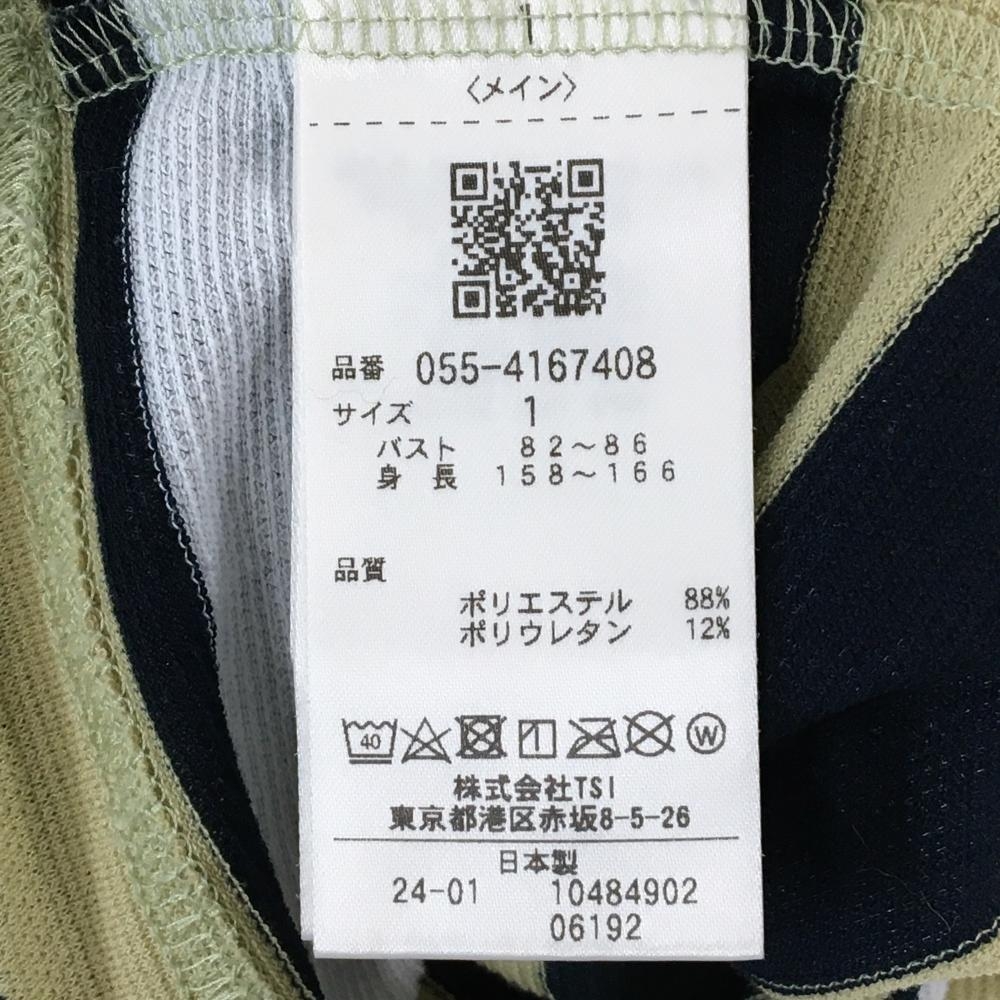 〈メイン〉
品番 055-4167408
サイズ 1
バスト 82〜86
身長 158〜166
品質
ポリエステル 88%
ポリウレタン 12%
40 W
株式会社TSI
東京都港区赤坂8-5-26
日本製
24-01 10484902
06192